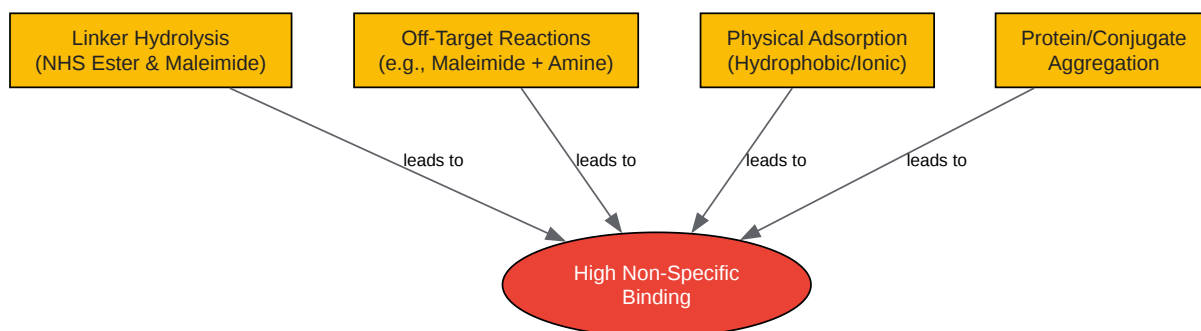 Linker Hydrolysis
(NHS Ester & Maleimide)
Off-Target Reactions
(e.g., Maleimide + Amine)
Physical Adsorption
(Hydrophobic/Ionic)
Protein/Conjugate
Aggregation
leads to
leads to
leads to
leads to
High Non-Specific
Binding